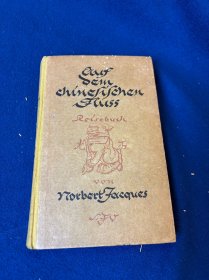 Auf
dem
chinesischen
Fluss
Reisebuch
von
Norbert Jacques